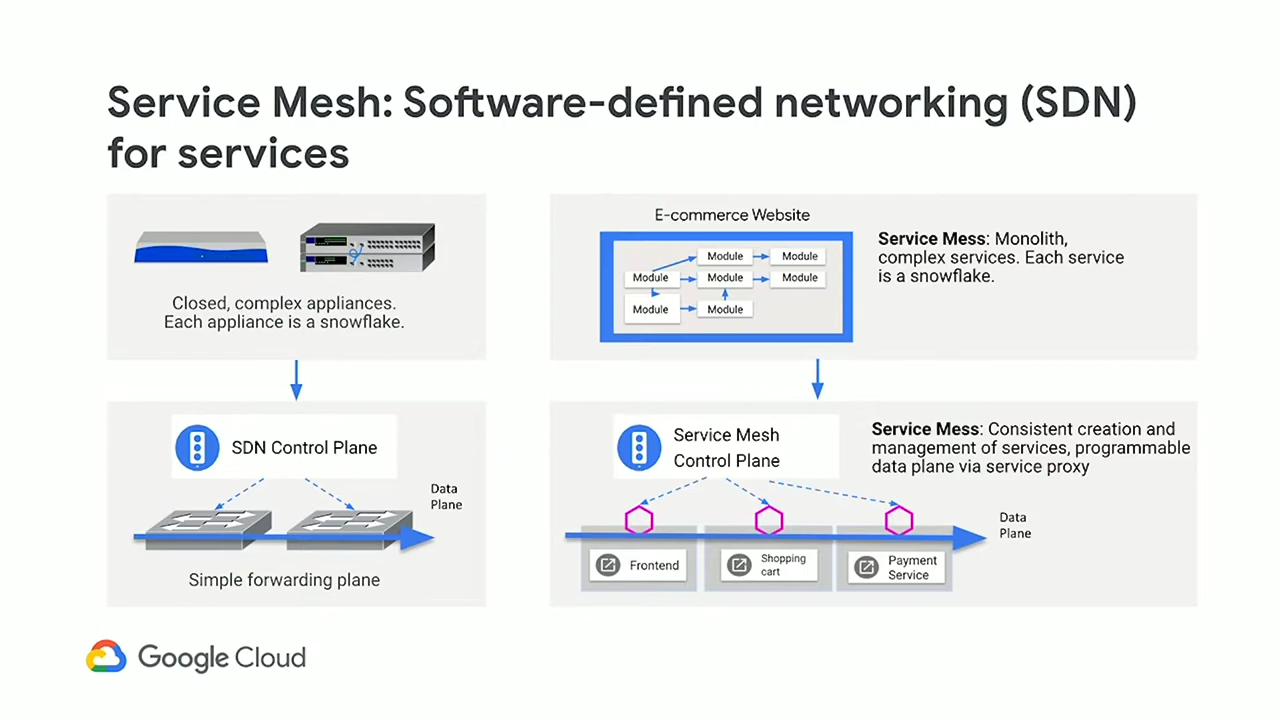 Service Mesh: Software-defined networking (SDN)
for services
Closed, complex appliances.
Each appliance is a snowflake.
SDN Control Plane
Data
Plane
Simple forwarding plane
E-commerce Website
Module
Module
Module
Module
Module
Module
Module
Module
Service Mess: Monolith,
complex services. Each service
is a snowflake.
Service Mesh
Control Plane
Service Mess: Consistent creation and
management of services, programmable
data plane via service proxy
Data
Plane
Frontend
Shopping
cart
Payment
Service
Google Cloud